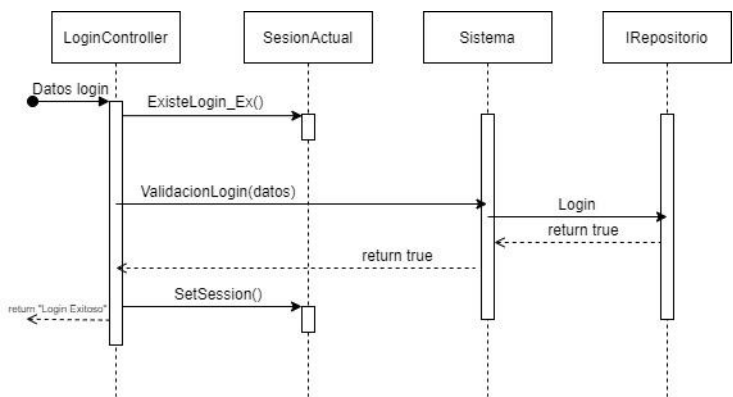 LoginController
SesionActual
Sistema
IRepositorio
Datos login
ExisteLogin_Ex()
ValidacionLogin(datos)
Login
return true
return true
SetSession()
return "Login Exitoso"